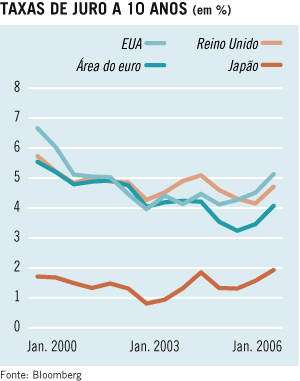 TAXAS DE JURO A 10 ANOS (em %)
EUA
Reino Unido
Área do euro
Japão
8
7
6
5
4
3
2
1
0
Jan. 2000
Jan. 2003
Jan. 2006
Fonte: Bloomberg